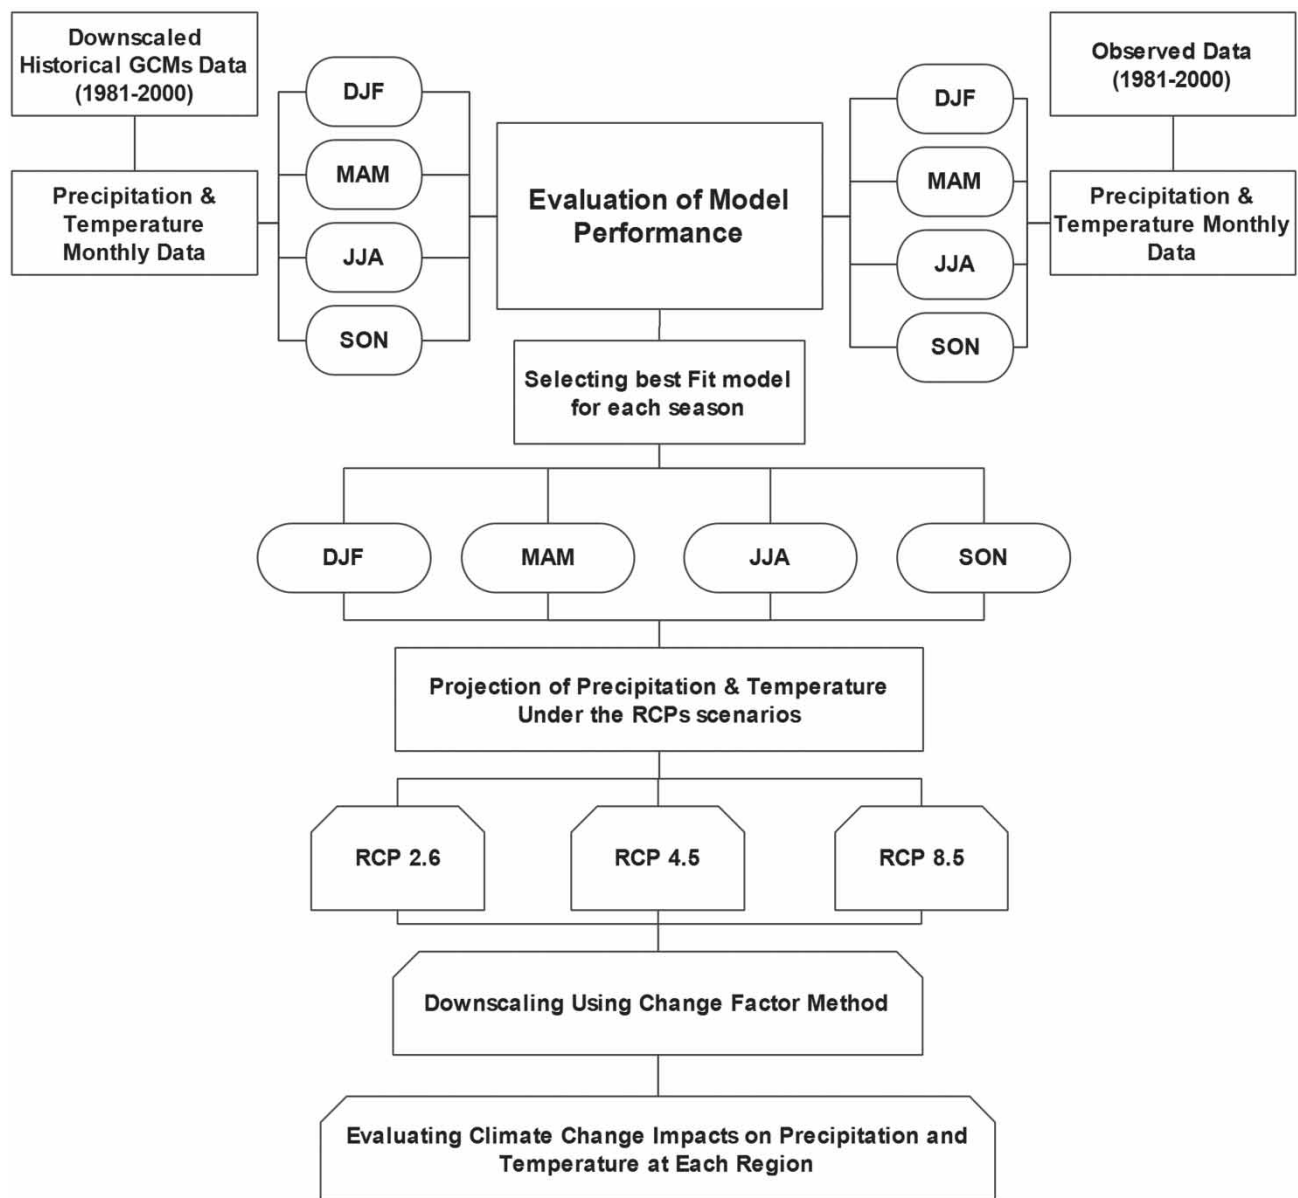 Downscaled
Historical GCMs Data
(1981-2000)
Precipitation &
Temperature
Monthly Data
DJF
MAM
JJA
SON
Evaluation of Model
Performance
DJF
MAM
JJA
SON
Observed Data
(1981-2000)
Precipitation &
Temperature Monthly
Data
Selecting best Fit model
for each season
DJF
MAM
JJA
SON
Projection of Precipitation & Temperature
Under the RCPs scenarios
RCP 2.6
RCP 4.5
RCP 8.5
Downscaling Using Change Factor Method
Evaluating Climate Change Impacts on Precipitation and
Temperature at Each Region